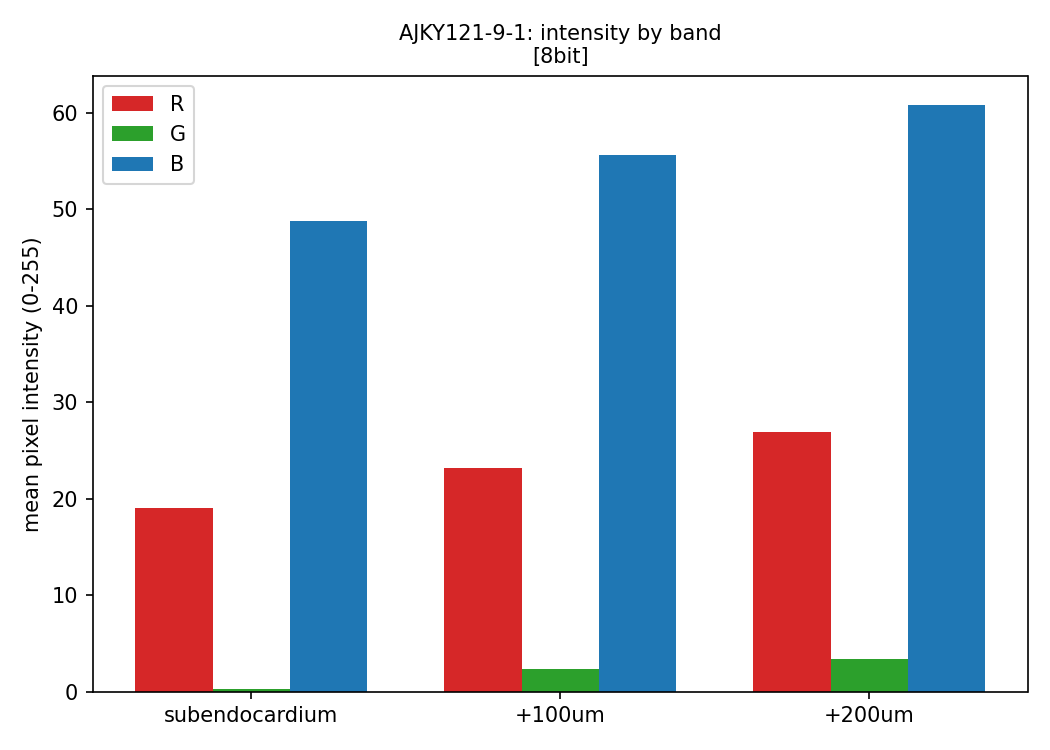 AJKY121-9-1: intensity by band
[8bit]
R
G
B
mean pixel intensity (0-255)
60
50
40
30
20
10
0
subendocardium
+100um
+200um